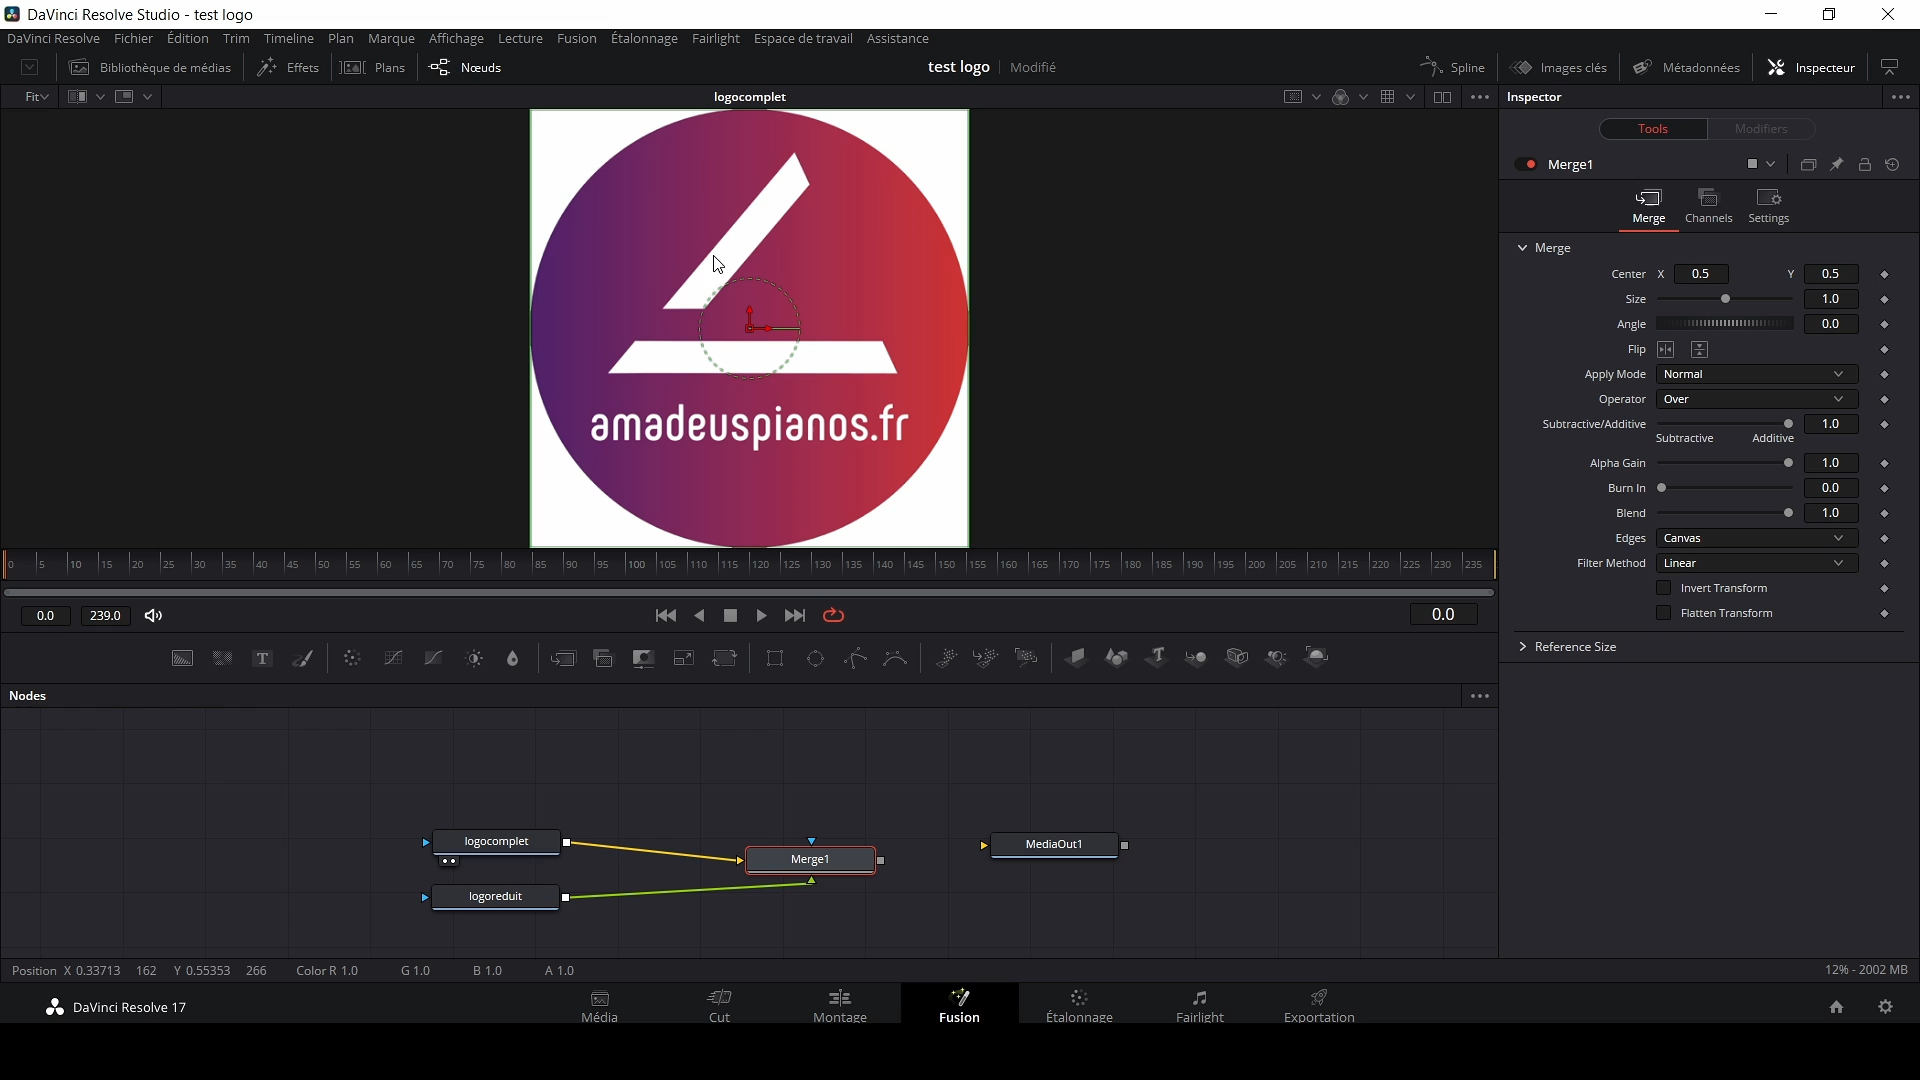 DaVinci Resolve Studio - test logo
DaVinci Resolve Fichier Édition Trim Timeline Plan Marque Affichage Lecture Fusion Étalonnage Fairlight Espace de travail Assistance
Bibliothèque de médias Effets Plans Nœuds test logo Modifié Spline Images clés Métadonnées Inspecteur
Fit logocomplet Inspector
Tools Modifiers
Merge1
Merge Channels Settings
Merge
Center X 0.5 Y 0.5
Size 1.0
Angle 0.0
Flip
Apply Mode Normal
Operator Over
Subtractive/Additive 1.0
Subtractive Additive
Alpha Gain 1.0
Burn In 0.0
Blend 1.0
Edges Canvas
Filter Method Linear
Invert Transform
Flatten Transform
Reference Size
amadeuspianos.fr
0 5 10 15 20 25 30 35 40 45 50 55 60 65 70 75 80 85 90 95 100 105 110 115 120 125 130 135 140 145 150 155 160 165 170 175 180 185 190 195 200 205 210 215 220 225 230 235
0.0 239.0 0.0
Nodes
logocomplet Merge1 MediaOut1
logoreduit
Position X 0.33713 162 Y 0.55353 266 Color R 1.0 G 1.0 B 1.0 A 1.0 12% - 2002 MB
DaVinci Resolve 17 Média Cut Montage Fusion Étalonnage Fairlight Exportation